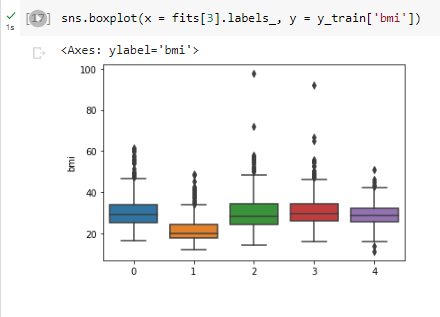 [17] sns.boxplot(x = fits[3].labels_, y = y_train['bmi'])
1s
<Axes: ylabel='bmi'>
100
80
60
40
20
bmi
0 1 2 3 4